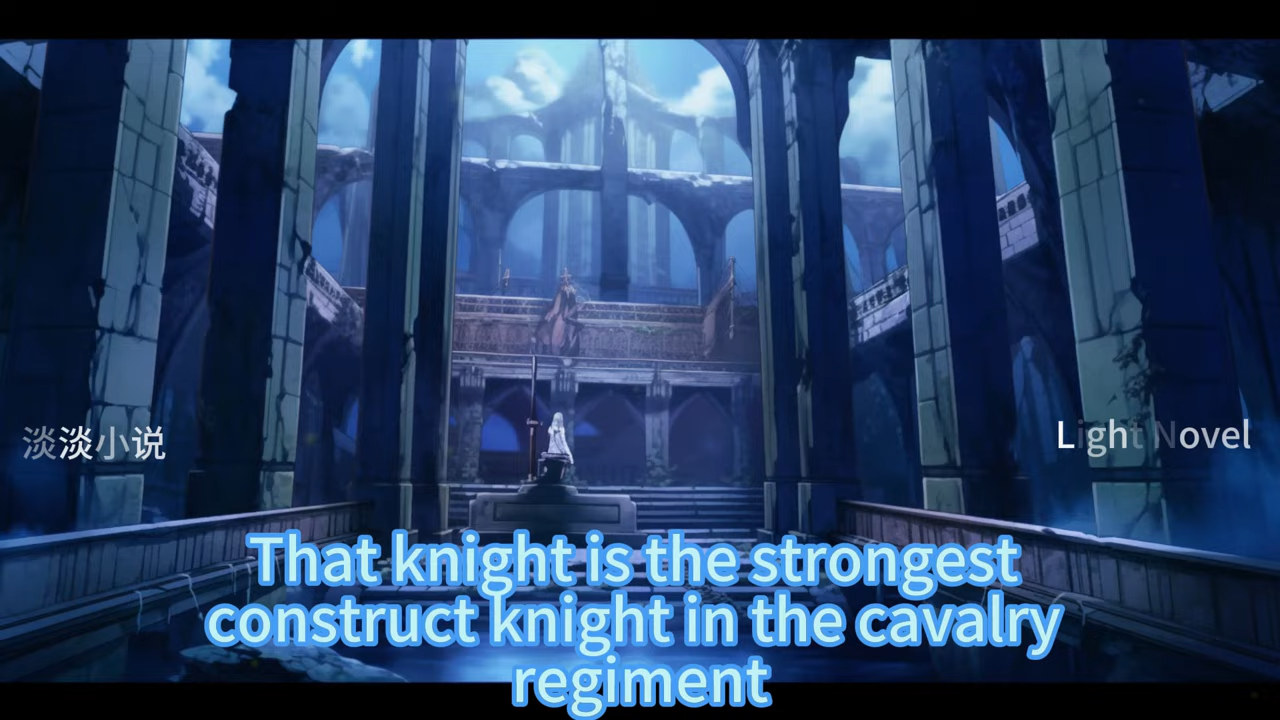 淡淡小说
Light Novel
That knight is the strongest
construct knight in the cavalry
regiment